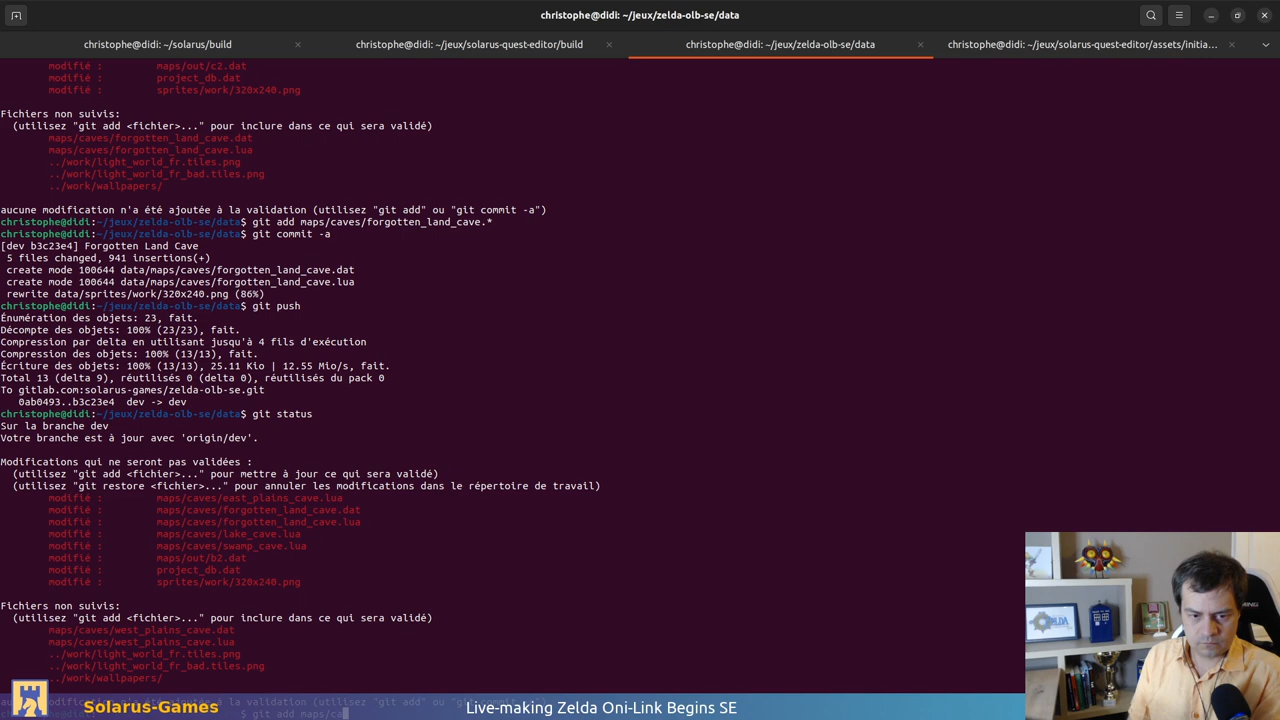 christophe@didi: ~/jeux/zelda-olb-se/data
christophe@didi: ~/solarus/build
christophe@didi: ~/jeux/solarus-quest-editor/build
christophe@didi: ~/jeux/zelda-olb-se/data
christophe@didi: ~/jeux/solarus-quest-editor/assets/initia...
modifié : maps/out/c2.dat
modifié : project_db.dat
modifié : sprites/work/320x240.png
Fichiers non suivis:
(utilisez "git add <fichier>..." pour inclure dans ce qui sera validé)
maps/caves/forgotten_land_cave.dat
maps/caves/forgotten_land_cave.lua
../work/light_world_fr.tiles.png
../work/light_world_fr_bad.tiles.png
../work/wallpapers/
aucune modification n'a été ajoutée à la validation (utilisez "git add" ou "git commit -a")
christophe@didi:~/jeux/zelda-olb-se/data$ git add maps/caves/forgotten_land_cave.*
christophe@didi:~/jeux/zelda-olb-se/data$ git commit -a
[dev b3c23e4] Forgotten Land Cave
5 files changed, 941 insertions(+)
create mode 100644 data/maps/caves/forgotten_land_cave.dat
create mode 100644 data/maps/caves/forgotten_land_cave.lua
rewrite data/sprites/work/320x240.png (86%)
christophe@didi:~/jeux/zelda-olb-se/data$ git push
Énumération des objets: 23, fait.
Décompte des objets: 100% (23/23), fait.
Compression par delta en utilisant jusqu'à 4 fils d'exécution
Compression des objets: 100% (13/13), fait.
Écriture des objets: 100% (13/13), 25.11 Kio | 12.55 Mio/s, fait.
Total 13 (delta 9), réutilisés 0 (delta 0), réutilisés du pack 0
To gitlab.com:solarus-games/zelda-olb-se.git
0ab0493..b3c23e4 dev -> dev
christophe@didi:~/jeux/zelda-olb-se/data$ git status
Sur la branche dev
Votre branche est à jour avec 'origin/dev'.
Modifications qui ne seront pas validées :
(utilisez "git add <fichier>..." pour mettre à jour ce qui sera validé)
(utilisez "git restore <fichier>..." pour annuler les modifications dans le répertoire de travail)
modifié : maps/caves/east_plains_cave.lua
modifié : maps/caves/forgotten_land_cave.dat
modifié : maps/caves/forgotten_land_cave.lua
modifié : maps/caves/lake_cave.lua
modifié : maps/caves/swamp_cave.lua
modifié : maps/out/b2.dat
modifié : project_db.dat
modifié : sprites/work/320x240.png
Fichiers non suivis:
(utilisez "git add <fichier>..." pour inclure dans ce qui sera validé)
maps/caves/west_plains_cave.dat
maps/caves/west_plains_cave.lua
../work/light_world_fr.tiles.png
../work/light_world_fr_bad.tiles.png
../work/wallpapers/
à la validation (utilisez "git add" ou
$ git add maps/ca
Solarus-Games
Live-making Zelda Oni-Link Begins SE